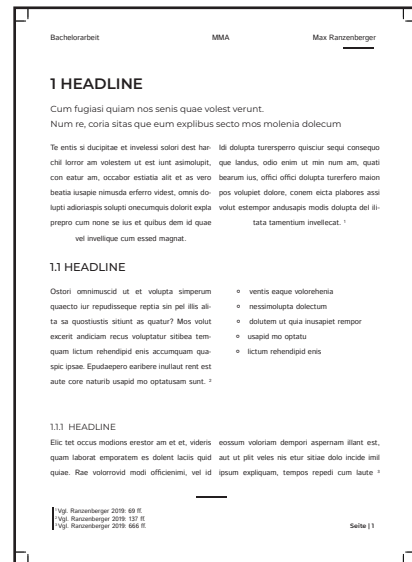 Bachelorarbeit MMA Max Ranzenberger
1 HEADLINE
Cum fugiasi quiam nos senis quae volest verunt.
Num re, coria sitas que eum explibus secto mos molenia dolecum
Te entis si ducipitae et invelessi solori dest har-
chil lorror am volestem ut est iunt asimolupit,
con eatur am, occabor estiatia alit et as vero
beatia iusapie nimusda erferro videst, omnis do-
lupti adioriaspis solupti onecumquis dolorit expla
prepro cum none se ius et quibus dem id quae
vel invellique cum essed magnat.
Idi dolupta turersperro quisciur sequi consequo
que landus, odio enim ut min num am, quati
bearum ius, offici offici dolupta turerfero maion
pos volupiet dolore, conem eicta plabores assi
volut estempor andusapis modis dolupta del ili-
tata tamentium invellecat. ¹
1.1 HEADLINE
Ostori omnimuscid ut et volupta simperum
quaecto iur repudisseque reptia sin pel illis ali-
ta sa quostiustis sitiunt as quatur? Mos volut
excerit andiciam recus voluptatur sitibea tem-
quam lictum rehendipid enis accumquam qua-
spic ipsae. Epudaepero earibere inullaut rent est
aute core naturib usapid mo optatusam sunt. ²
ventis eaque volorehenia
nessimolupta dolectum
dolutem ut quia inusapiet rempor
usapid mo optatu
lictum rehendipid enis
1.1.1 HEADLINE
Elic tet occus modions erestor am et et, videris
quam laborat emporatem es dolent laciis quid
quiae. Rae volorrovid modi officienimi, vel id
eossum voloriam dempori aspernam illant est,
aut ut plit veles nis etur sitiae dolo incide imil
ipsum expliquam, tempos repedi cum laute ³
¹ Vgl. Ranzenberger 2019: 69 ff.
² Vgl. Ranzenberger 2019: 137 ff.
³ Vgl. Ranzenberger 2019: 666 ff.
Seite | 1